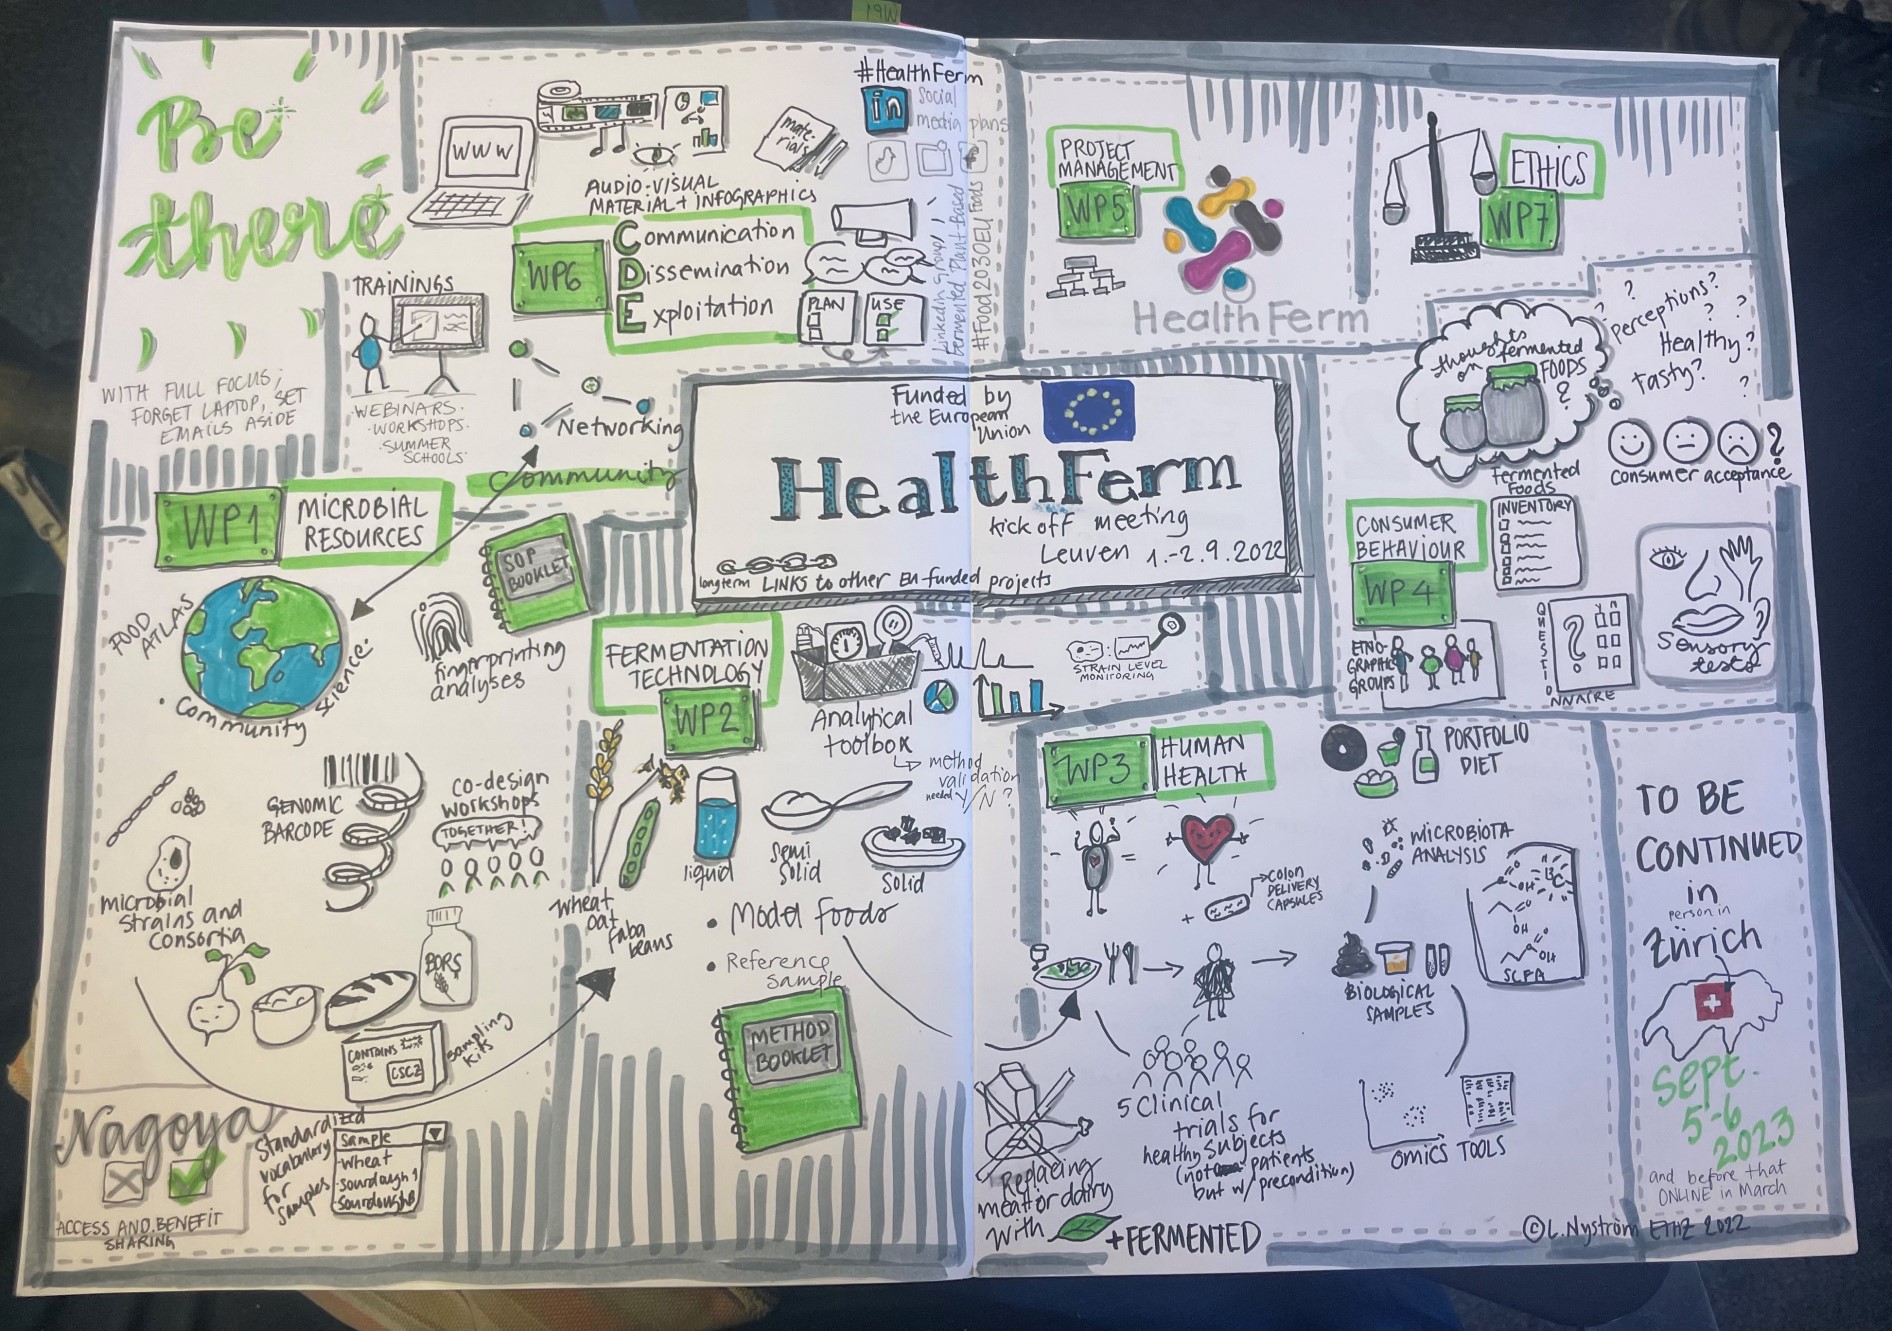 WP1
Be
there
WITH FULL FOCUS;
FORGET LAPTOP, SET
EMAILS ASIDE
WWW
AUDIO-VISUAL
MATERIAL + INFOGRAPHICS
mate-
rials
#HealthFerm
in
Social
media plans
LinkedIn group!
Fermented Plant-Based Foods
#Food2030EU
WP6
Communication
Dissemination
Exploitation
PLAN
USE
TRAININGS
WEBINARS.
WORKSHOPS.
SUMMER
SCHOOLS
Networking
Community
PROJECT
MANAGEMENT
WP5
HealthFerm
ETHICS
WP7
Funded by
the European
Union
HealthFerm
kick off meeting
Leuven 1.-2.9.2022
longterm LINKS to other EU-funded projects
thoughts
on fermented
FOODS
?
? ?
Perceptions?
? ?
Healthy?
Tasty?
?
Fermented
foods
INVENTORY
?
consumer acceptance
CONSUMER
BEHAVIOUR
WP4
ETNO-
GRAPHIC
GROUPS
QUESTIONNAIRE
?
Y N
Sensory
tests
WP1
MICROBIAL
RESOURCES
FOOD
ATLAS
Community science
SOP
BOOKLET
fingerprinting
analyses
GENOMIC
BARCODE
co-design
workshops
TOGETHER!
microbial
strains and
consortia
BORS
CONTAINS
CSCZ
sampling
kits
Nagoya
ACCESS AND BENEFIT
SHARING
Standardized
vocabulary
for
samples
Sample
wheat
sourdough 1
sourdough B
FERMENTATION
TECHNOLOGY
WP2
Analytical
toolbox
method
validation
needed Y/N?
STRAIN LEVEL
MONITORING
wheat
oat
faba
beans
liquid
Semi
Solid
Solid
• Model foods
• Reference
sample
METHOD
BOOKLET
WP3
HUMAN
HEALTH
PORTFOLIO
DIET
MICROBIOTA
ANALYSIS
+
COLON
DELIVERY
CAPSULES
BIOLOGICAL
SAMPLES
OH
OH
OH
SCFA
5 Clinical
trials for
healthy subjects
(not patients
but w/ precondition)
OMICS TOOLS
Replacing
meat or dairy
with
+FERMENTED
TO BE
CONTINUED
in
person in
Zürich
Sept.
5-6
2023
and before that
ONLINE in March
©L.Nyström ETHZ 2022